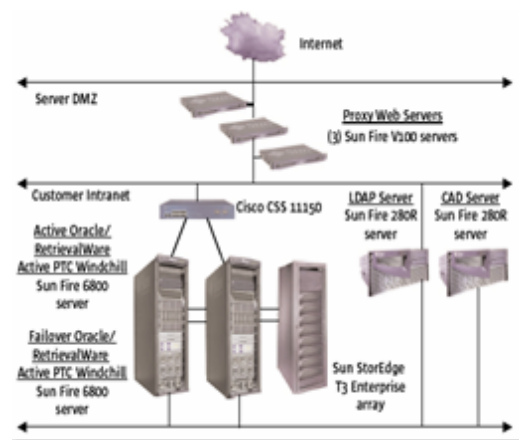 Internet
Server DMZ
Proxy Web Servers
(3) Sun Fire V100 servers
Customer Intranet
Cisco CSS 11150
LDAP Server
Sun Fire 280R
server
CAD Server
Sun Fire 280R
server
Active Oracle/
RetrievalWare
Active PTC Windchill
Sun Fire 6800
server
Failover Oracle/
RetrievalWare
Active PTC Windchill
Sun Fire 6800
server
Sun StorEdge
T3 Enterprise
array